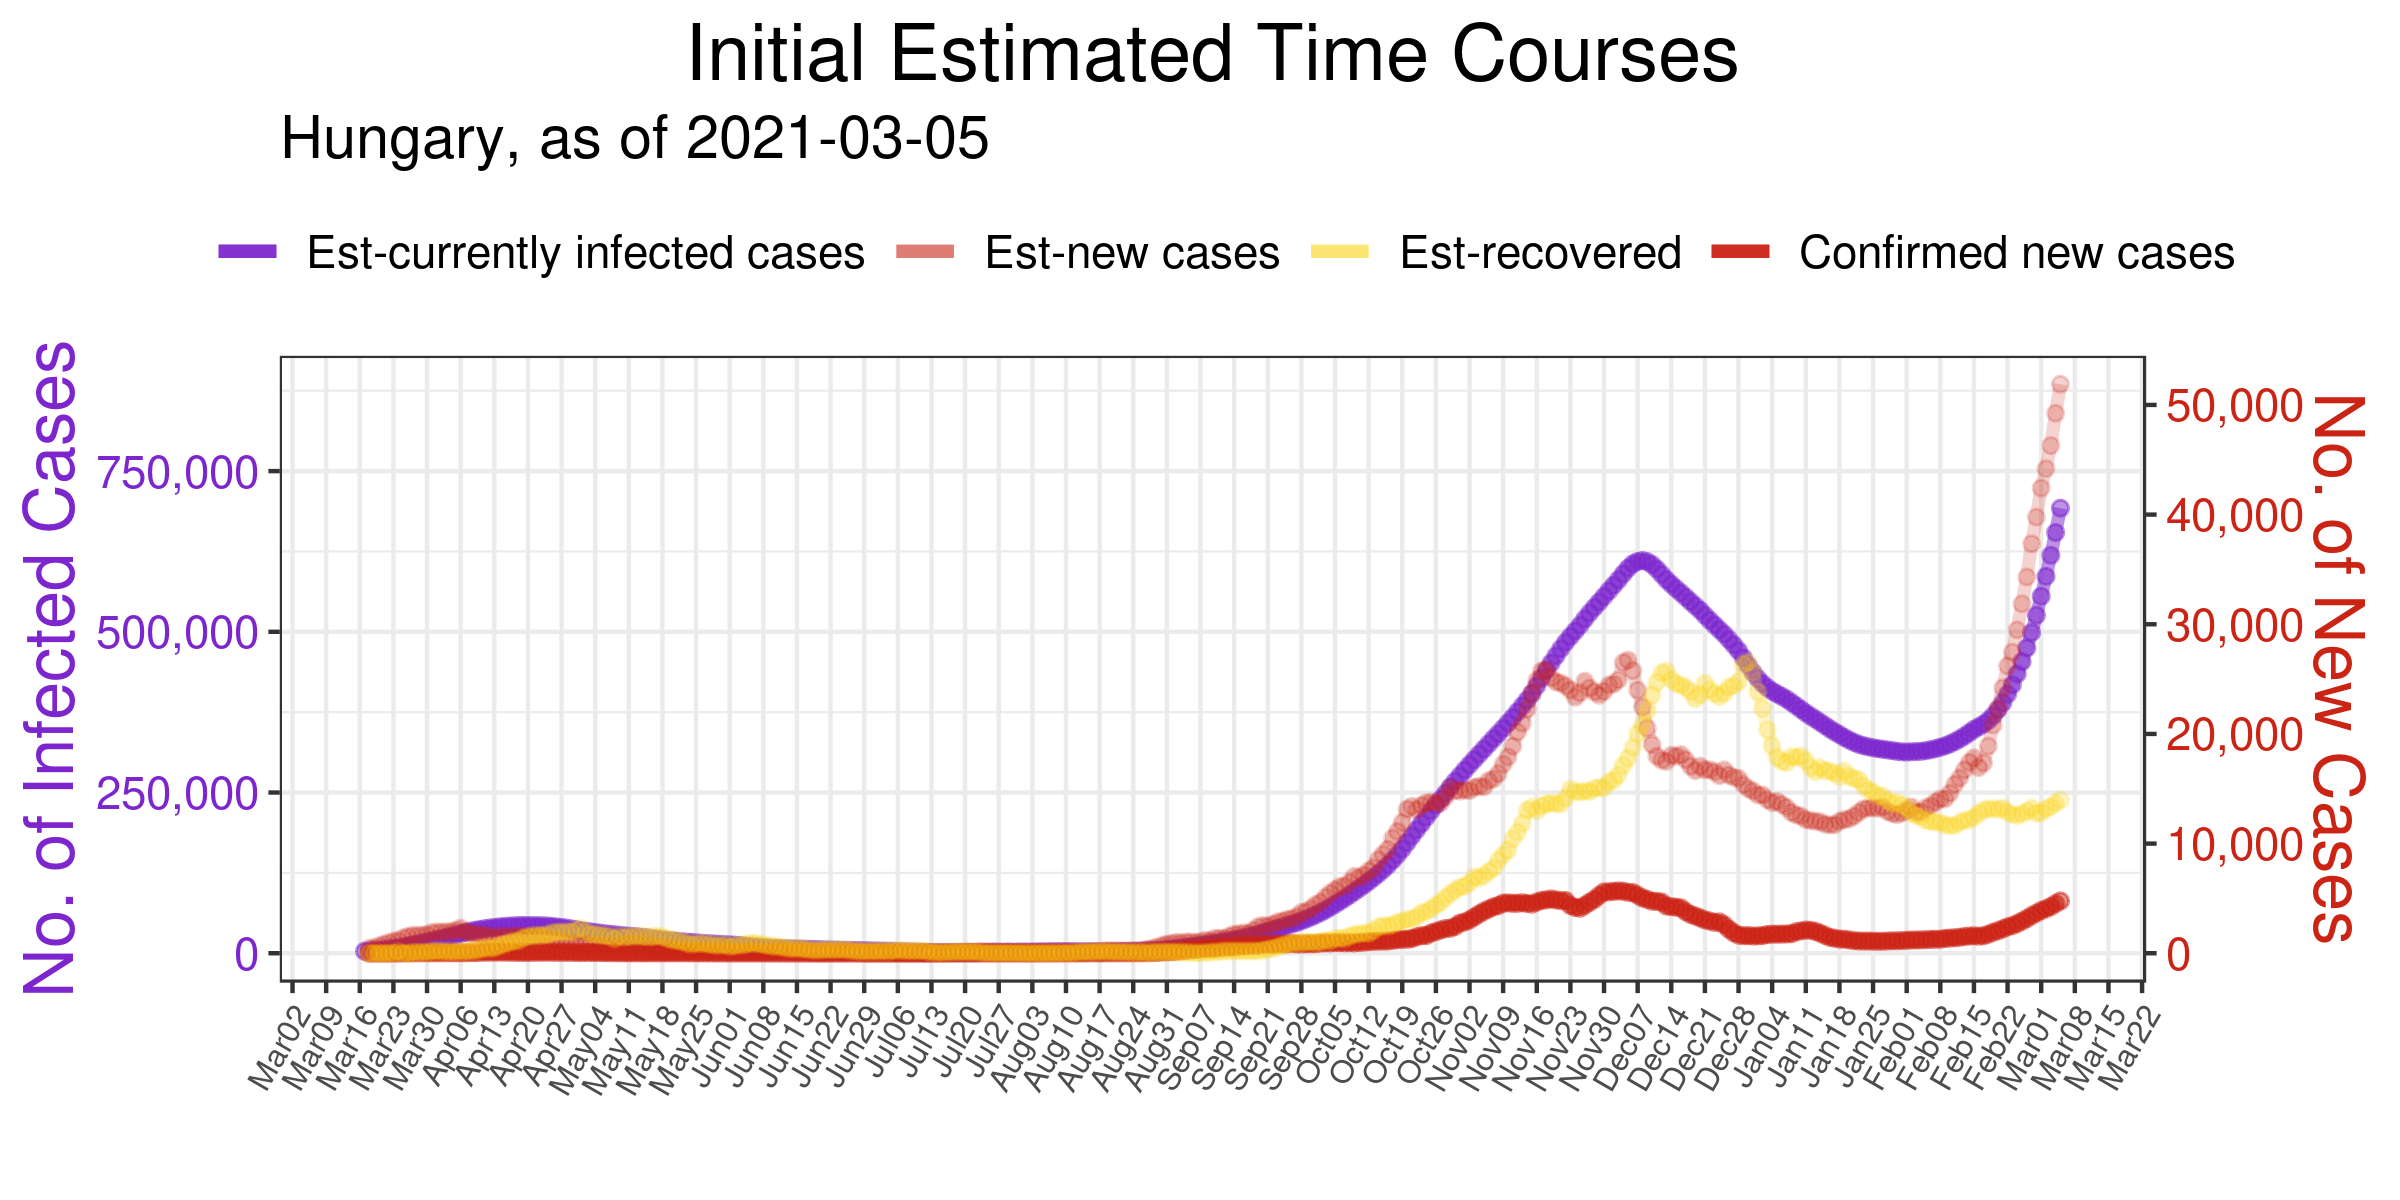 Initial Estimated Time Courses
Hungary, as of 2021-03-05
Est-currently infected cases
Est-new cases
Est-recovered
Confirmed new cases
No. of Infected Cases
750,000
500,000
250,000
0
50,000
40,000
30,000
20,000
10,000
0
No. of New Cases
Mar02
Mar09
Mar16
Mar23
Mar30
Apr06
Apr13
Apr20
Apr27
May04
May11
May18
May25
Jun01
Jun08
Jun15
Jun22
Jun29
Jul06
Jul13
Jul20
Jul27
Aug03
Aug10
Aug17
Aug24
Aug31
Sep07
Sep14
Sep21
Sep28
Oct05
Oct12
Oct19
Oct26
Nov02
Nov09
Nov16
Nov23
Nov30
Dec07
Dec14
Dec21
Dec28
Jan04
Jan11
Jan18
Jan25
Feb01
Feb08
Feb15
Feb22
Mar01
Mar08
Mar15
Mar22